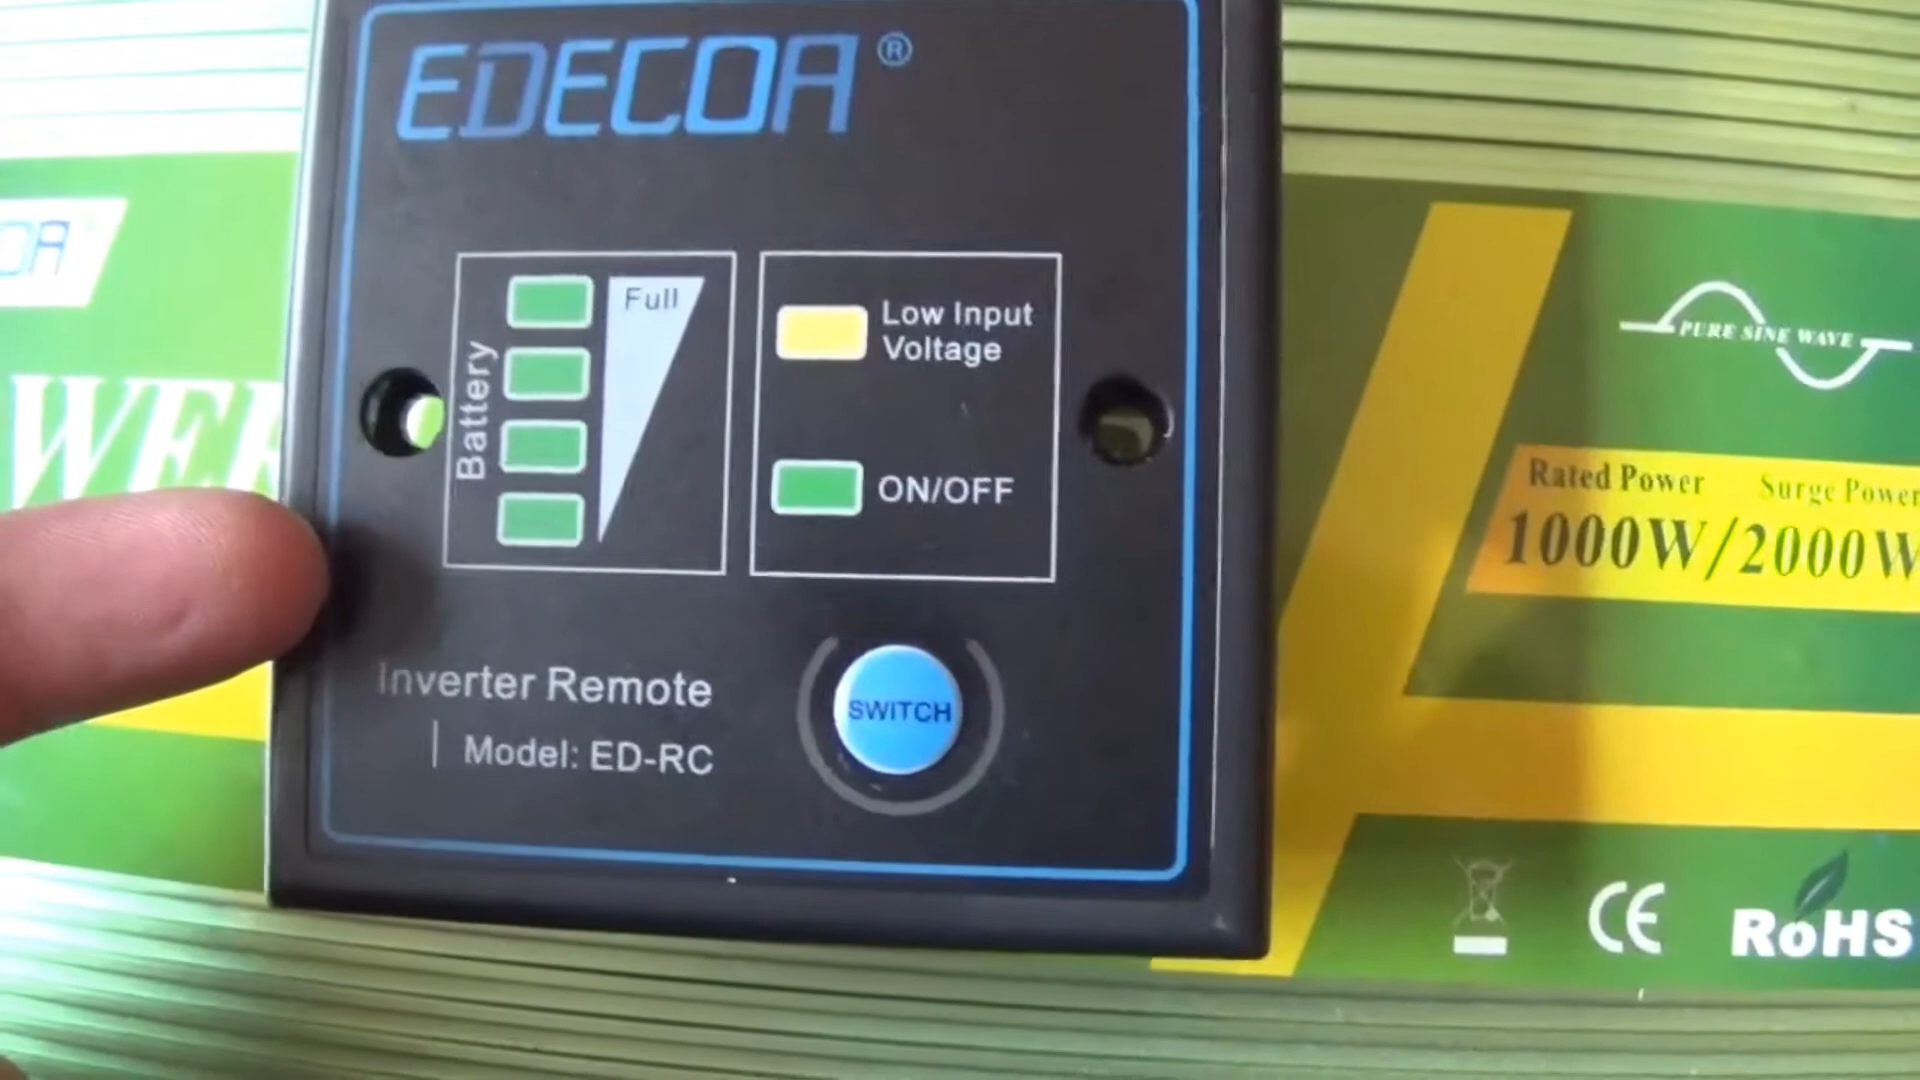 EDECOA ®
Full
Battery
Low Input
Voltage
ON/OFF
Inverter Remote
Model: ED-RC
SWITCH
PURE SINE WAVE
Rated Power Surge Power
1000W/2000W
CE
RoHS